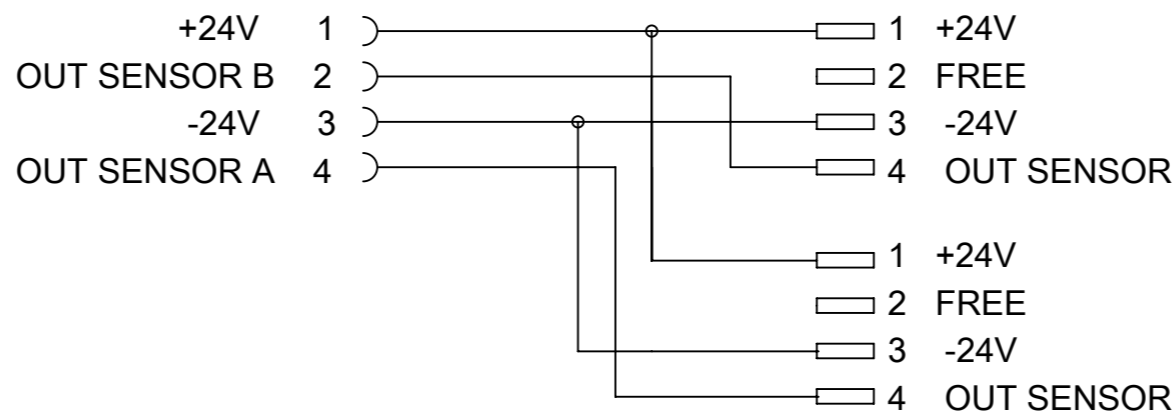 +24V 1 1 +24V
OUT SENSOR B 2 2 FREE
-24V 3 3 -24V
OUT SENSOR A 4 4 OUT SENSOR
1 +24V
2 FREE
3 -24V
4 OUT SENSOR